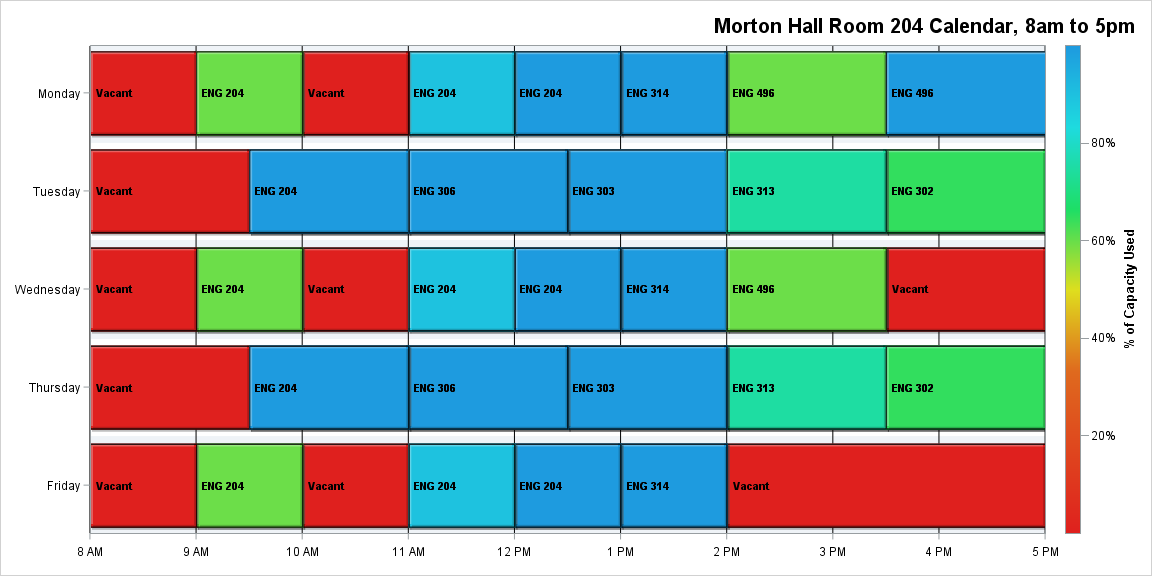 Morton Hall Room 204 Calendar, 8am to 5pm
Monday
Vacant
ENG 204
Vacant
ENG 204
ENG 204
ENG 314
ENG 496
ENG 496
Tuesday
Vacant
ENG 204
ENG 306
ENG 303
ENG 313
ENG 302
Wednesday
Vacant
ENG 204
Vacant
ENG 204
ENG 204
ENG 314
ENG 496
Vacant
Thursday
Vacant
ENG 204
ENG 306
ENG 303
ENG 313
ENG 302
Friday
Vacant
ENG 204
Vacant
ENG 204
ENG 204
ENG 314
Vacant
8 AM
9 AM
10 AM
11 AM
12 PM
1 PM
2 PM
3 PM
4 PM
5 PM
80%
60%
40%
20%
% of Capacity Used